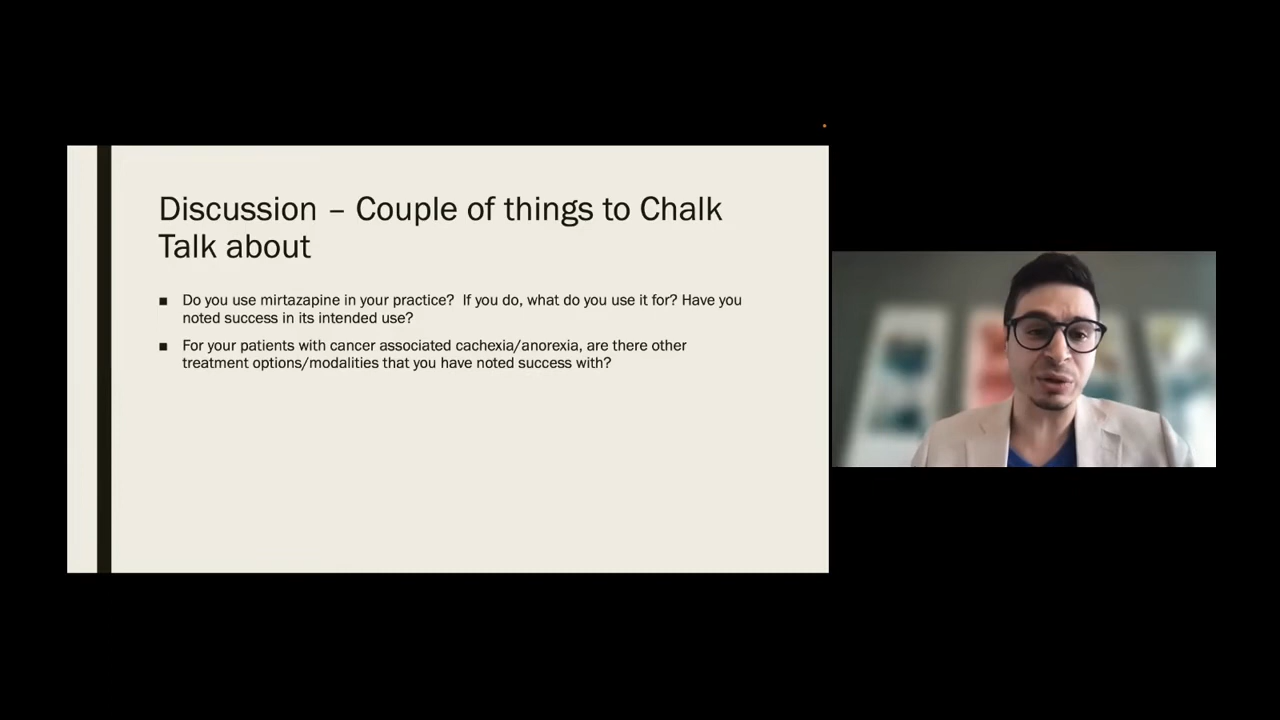 Discussion – Couple of things to Chalk
Talk about
■ Do you use mirtazapine in your practice?  If you do, what do you use it for? Have you
noted success in its intended use?
■ For your patients with cancer associated cachexia/anorexia, are there other
treatment options/modalities that you have noted success with?